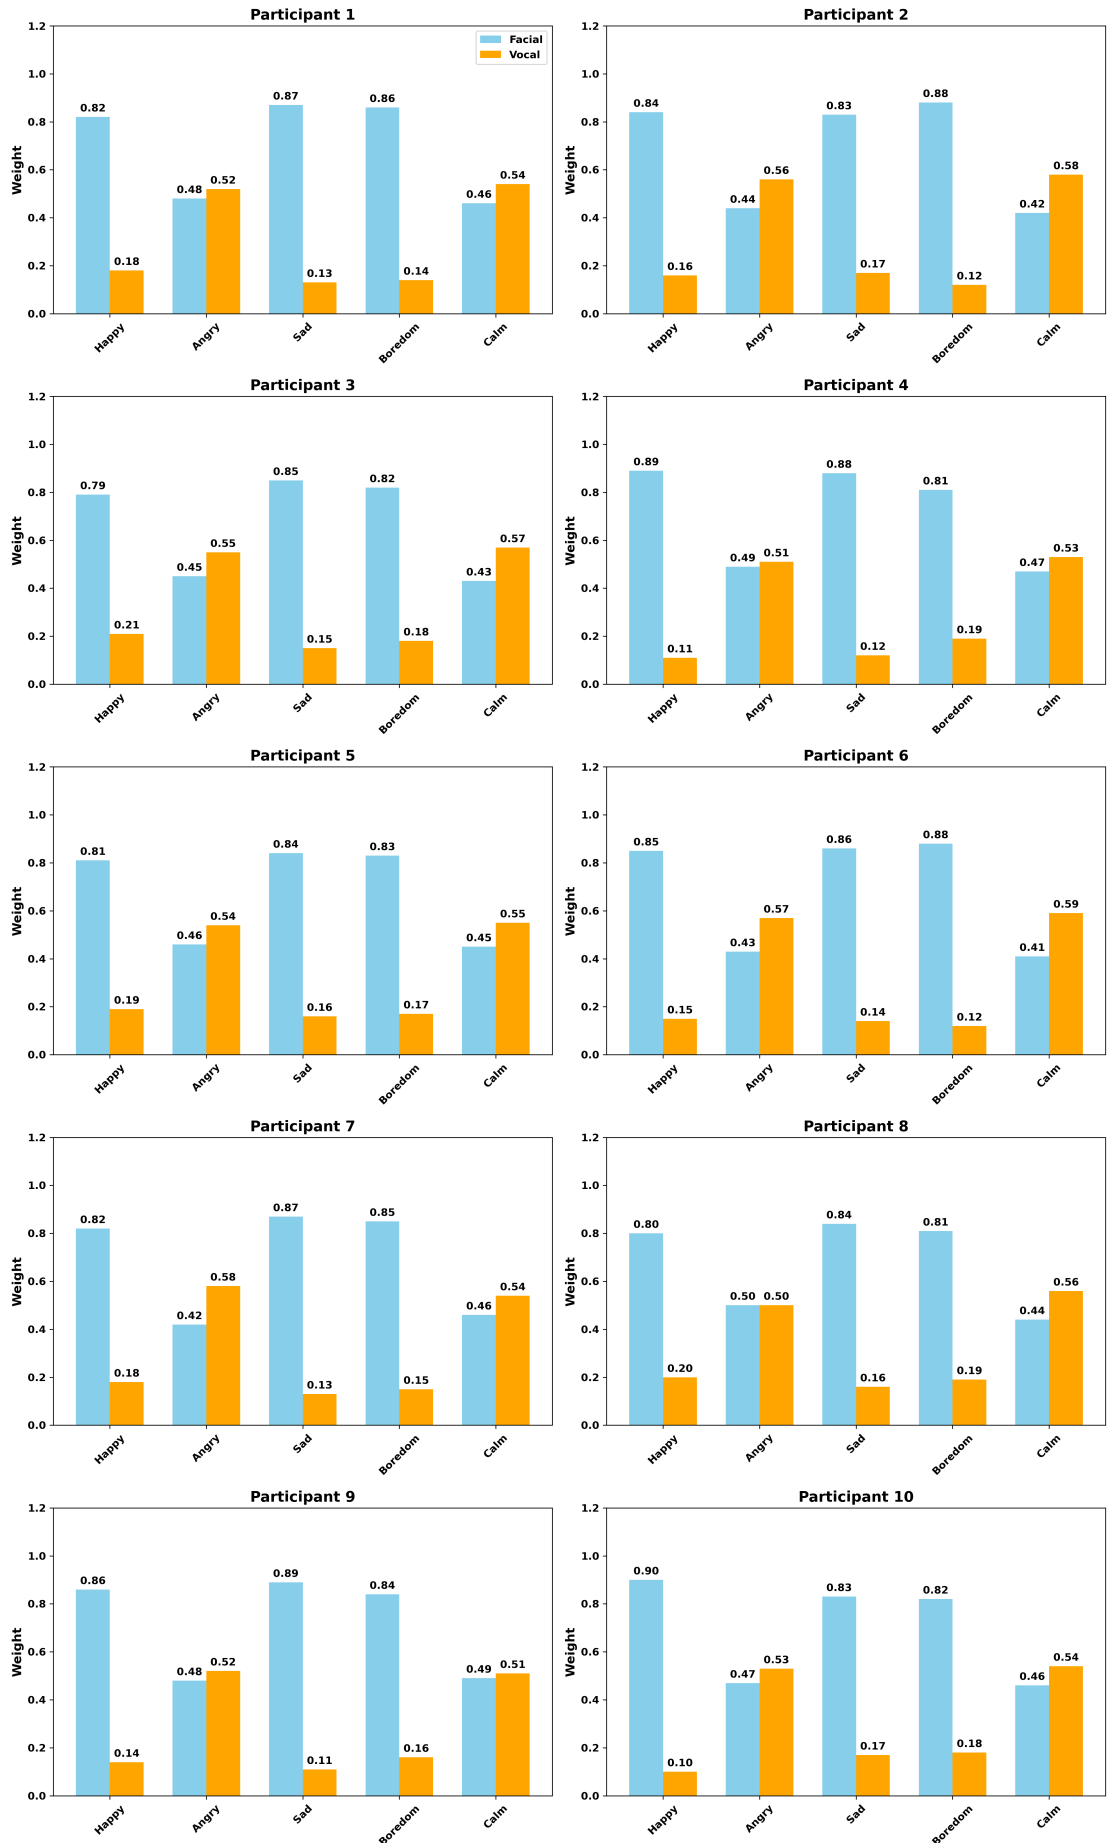 Participant 1
Participant 2
1.2
1.0
0.8
0.6
0.4
0.2
0.0
Weight
Facial
Vocal
0.82
0.18
0.48
0.52
0.87
0.13
0.86
0.14
0.46
0.54
Happy
Angry
Sad
Boredom
Calm
1.2
1.0
0.8
0.6
0.4
0.2
0.0
Weight
0.84
0.16
0.44
0.56
0.83
0.17
0.88
0.12
0.42
0.58
Happy
Angry
Sad
Boredom
Calm
Participant 3
Participant 4
1.2
1.0
0.8
0.6
0.4
0.2
0.0
Weight
0.79
0.21
0.45
0.55
0.85
0.15
0.82
0.18
0.43
0.57
Happy
Angry
Sad
Boredom
Calm
1.2
1.0
0.8
0.6
0.4
0.2
0.0
Weight
0.89
0.11
0.49
0.51
0.88
0.12
0.81
0.19
0.47
0.53
Happy
Angry
Sad
Boredom
Calm
Participant 5
Participant 6
1.2
1.0
0.8
0.6
0.4
0.2
0.0
Weight
0.81
0.19
0.46
0.54
0.84
0.16
0.83
0.17
0.45
0.55
Happy
Angry
Sad
Boredom
Calm
1.2
1.0
0.8
0.6
0.4
0.2
0.0
Weight
0.85
0.15
0.43
0.57
0.86
0.14
0.88
0.12
0.41
0.59
Happy
Angry
Sad
Boredom
Calm
Participant 7
Participant 8
1.2
1.0
0.8
0.6
0.4
0.2
0.0
Weight
0.82
0.18
0.42
0.58
0.87
0.13
0.85
0.15
0.46
0.54
Happy
Angry
Sad
Boredom
Calm
1.2
1.0
0.8
0.6
0.4
0.2
0.0
Weight
0.80
0.20
0.50
0.50
0.84
0.16
0.81
0.19
0.44
0.56
Happy
Angry
Sad
Boredom
Calm
Participant 9
Participant 10
1.2
1.0
0.8
0.6
0.4
0.2
0.0
Weight
0.86
0.14
0.48
0.52
0.89
0.11
0.84
0.16
0.49
0.51
Happy
Angry
Sad
Boredom
Calm
1.2
1.0
0.8
0.6
0.4
0.2
0.0
Weight
0.90
0.10
0.47
0.53
0.83
0.17
0.82
0.18
0.46
0.54
Happy
Angry
Sad
Boredom
Calm